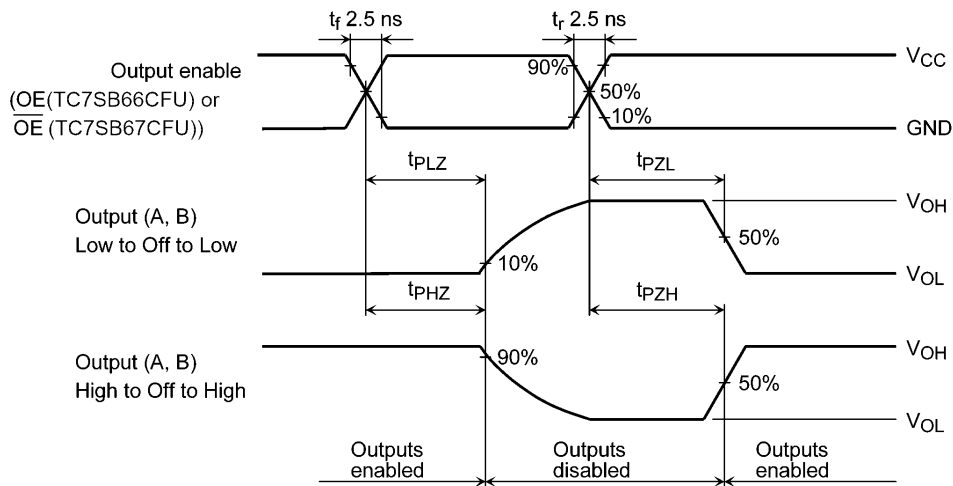 tf 2.5 ns
tr 2.5 ns
Output enable
(OE(TC7SB66CFU) or
OE (TC7SB67CFU))
90%
50%
10%
VCC
GND
tPLZ
tPZL
Output (A, B)
Low to Off to Low
10%
50%
VOH
VOL
tPHZ
tPZH
Output (A, B)
High to Off to High
90%
50%
VOH
VOL
Outputs
enabled
Outputs
disabled
Outputs
enabled